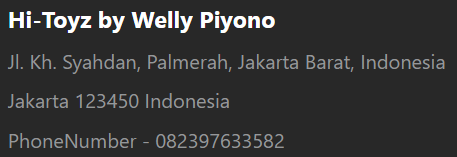 Hi-Toyz by Welly Piyono
Jl. Kh. Syahdan, Palmerah, Jakarta Barat, Indonesia
Jakarta 123450 Indonesia
PhoneNumber - 082397633582